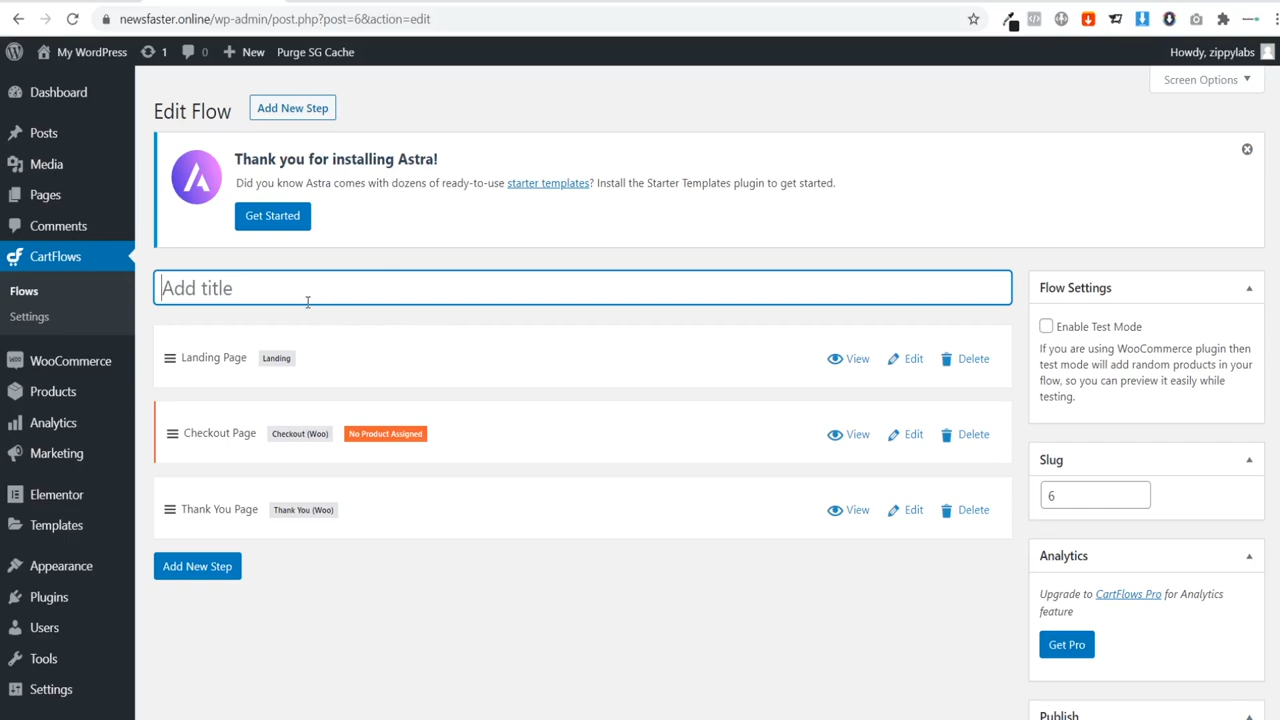 newsfaster.online/wp-admin/post.php?post=6&action=edit
My WordPress 1 0 New Purge SG Cache Howdy, zippylabs
Screen Options
Dashboard
Posts
Media
Pages
Comments
CartFlows
Flows
Settings
WooCommerce
Products
Analytics
Marketing
Elementor
Templates
Appearance
Plugins
Users
Tools
Settings
Edit Flow Add New Step
Thank you for installing Astra!
Did you know Astra comes with dozens of ready-to-use starter templates? Install the Starter Templates plugin to get started.
Get Started
Add title
Landing Page Landing View Edit Delete
Checkout Page Checkout (Woo) No Product Assigned View Edit Delete
Thank You Page Thank You (Woo) View Edit Delete
Add New Step
Flow Settings
Enable Test Mode
If you are using WooCommerce plugin then
test mode will add random products in your
flow, so you can preview it easily while
testing.
Slug
6
Analytics
Upgrade to CartFlows Pro for Analytics
feature
Get Pro
Publish